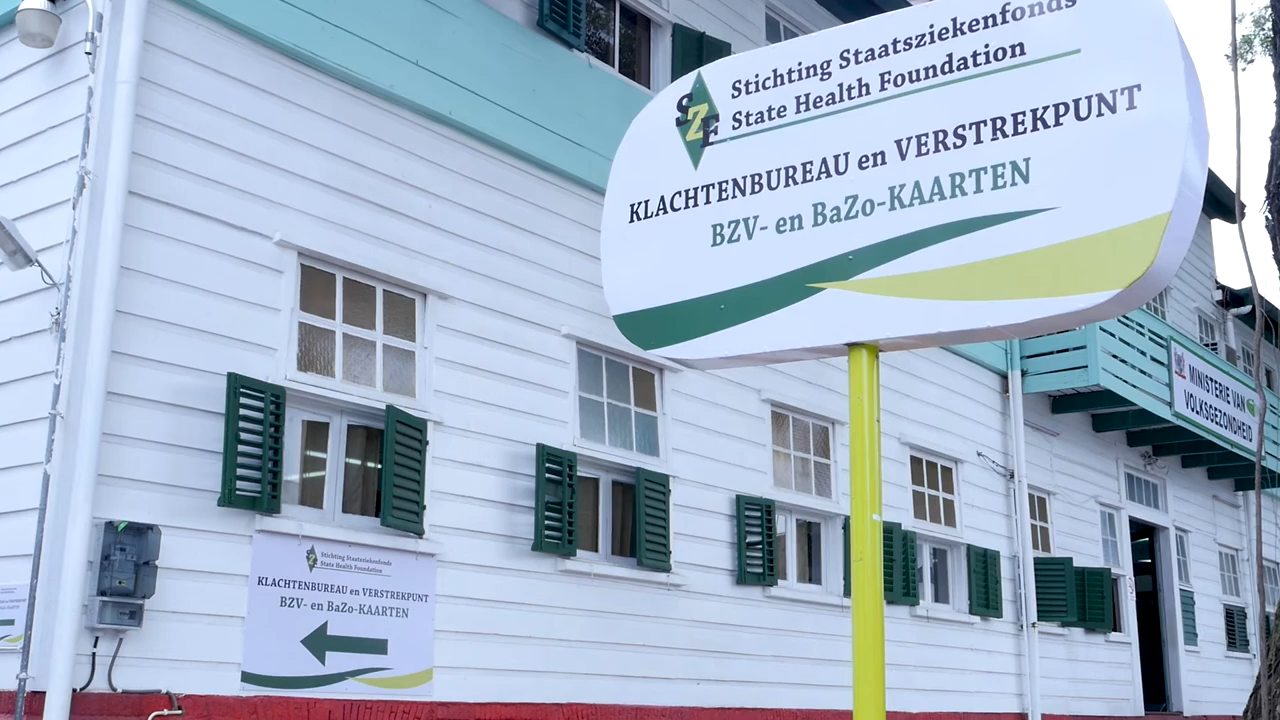 SZF
Stichting Staatsziekenfonds
State Health Foundation
KLACHTENBUREAU en VERSTREKPUNT
BZV- en BaZo-KAARTEN
MINISTERIE VAN
VOLKSGEZONDHEID
SZF
Stichting Staatsziekenfonds
State Health Foundation
KLACHTENBUREAU en VERSTREKPUNT
BZV- en BaZo-KAARTEN